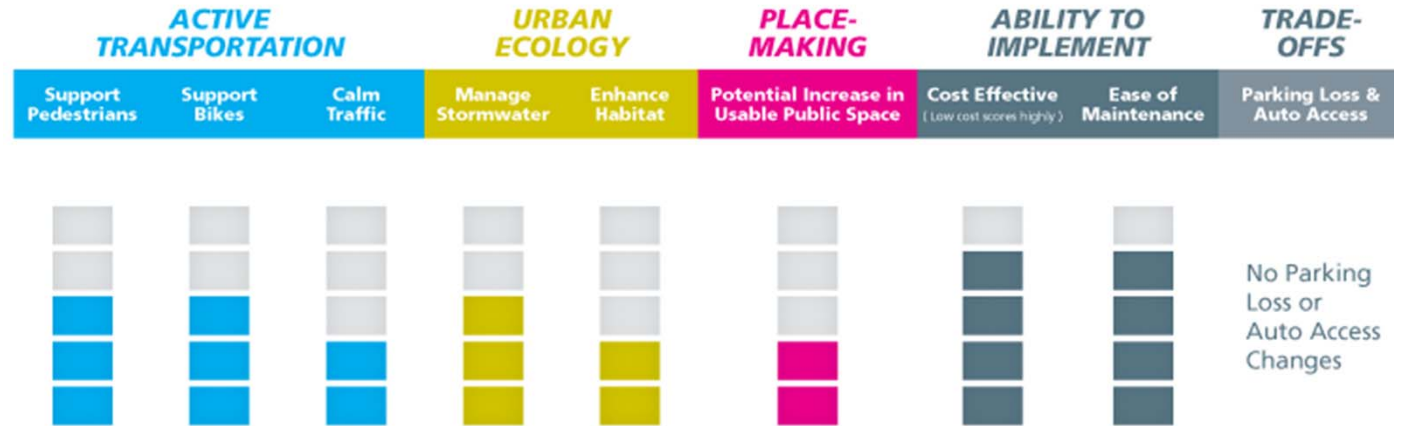 ACTIVE
TRANSPORTATION
URBAN
ECOLOGY
PLACE-
MAKING
ABILITY TO
IMPLEMENT
TRADE-
OFFS
Support
Pedestrians
Support
Bikes
Calm
Traffic
Manage
Stormwater
Enhance
Habitat
Potential Increase in
Usable Public Space
Cost Effective
( Low cost scores highly )
Ease of
Maintenance
Parking Loss &
Auto Access
No Parking
Loss or
Auto Access
Changes